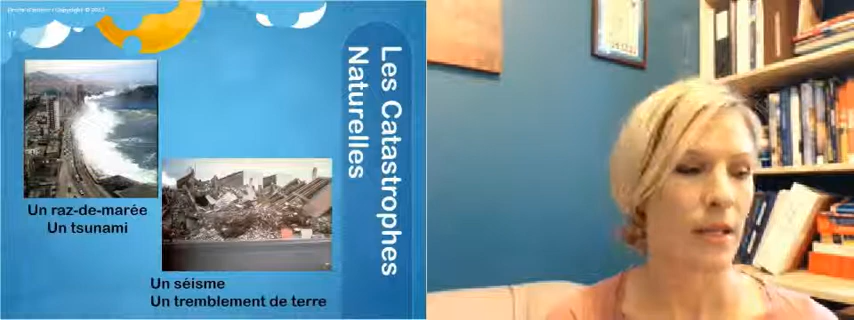 Les Catastrophes
Naturelles
Un raz-de-marée
Un tsunami
Un séisme
Un tremblement de terre